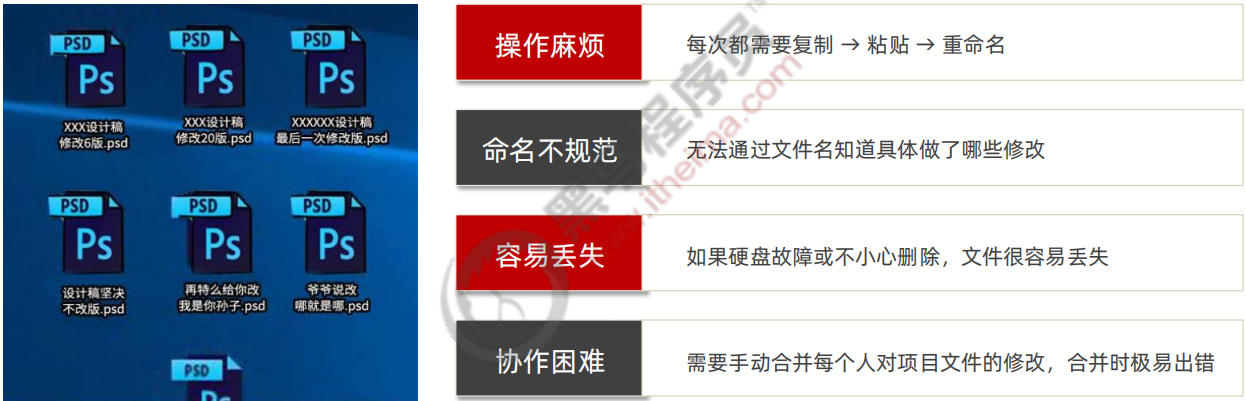 PSD
PSD
PSD
Ps
Ps
Ps
XXX设计稿
修改6版.psd
XXX设计稿
修改20版.psd
XXXXXX设计稿
最后一次修改版.psd
PSD
PSD
PSD
Ps
Ps
Ps
设计稿坚决
不改版.psd
再特么给你改
我是你孙子.psd
爷爷说改
哪就是哪.psd
PSD
Ps
操作麻烦
每次都需要复制 → 粘贴 → 重命名
命名不规范
无法通过文件名知道具体做了哪些修改
容易丢失
如果硬盘故障或不小心删除，文件很容易丢失
协作困难
需要手动合并每个人对项目文件的修改，合并时极易出错
黑马程序员
www.itheima.com